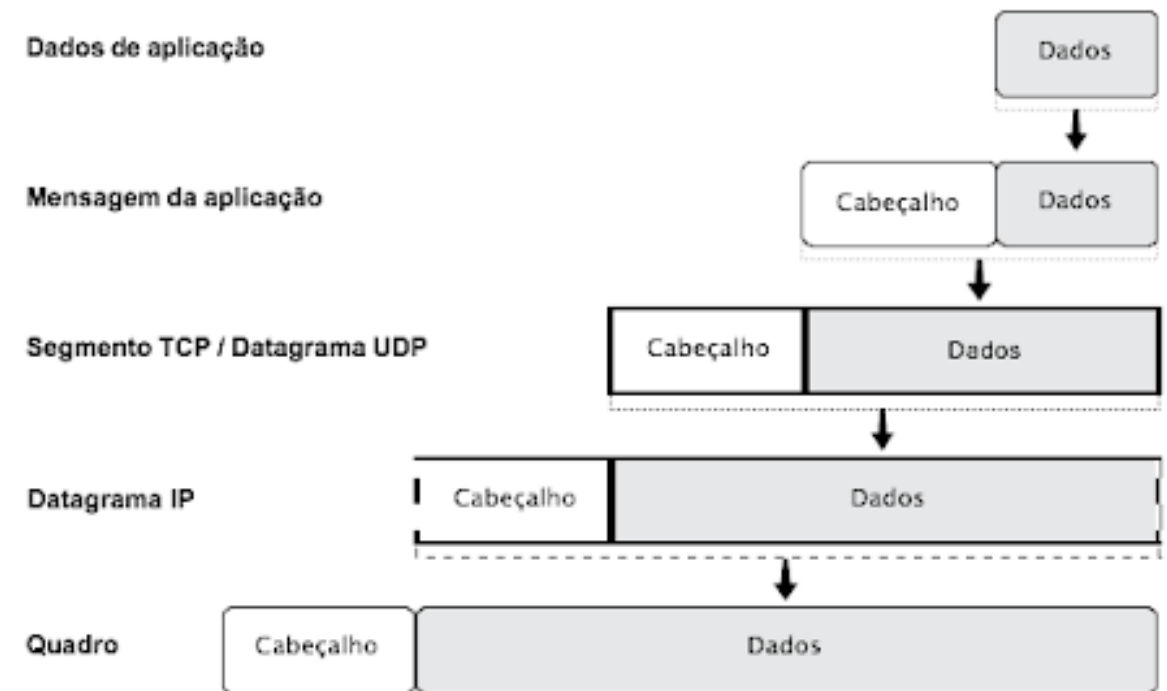 Dados de aplicação
Dados
Mensagem da aplicação
Cabeçalho
Dados
Segmento TCP / Datagrama UDP
Cabeçalho
Dados
Datagrama IP
Cabeçalho
Dados
Quadro
Cabeçalho
Dados